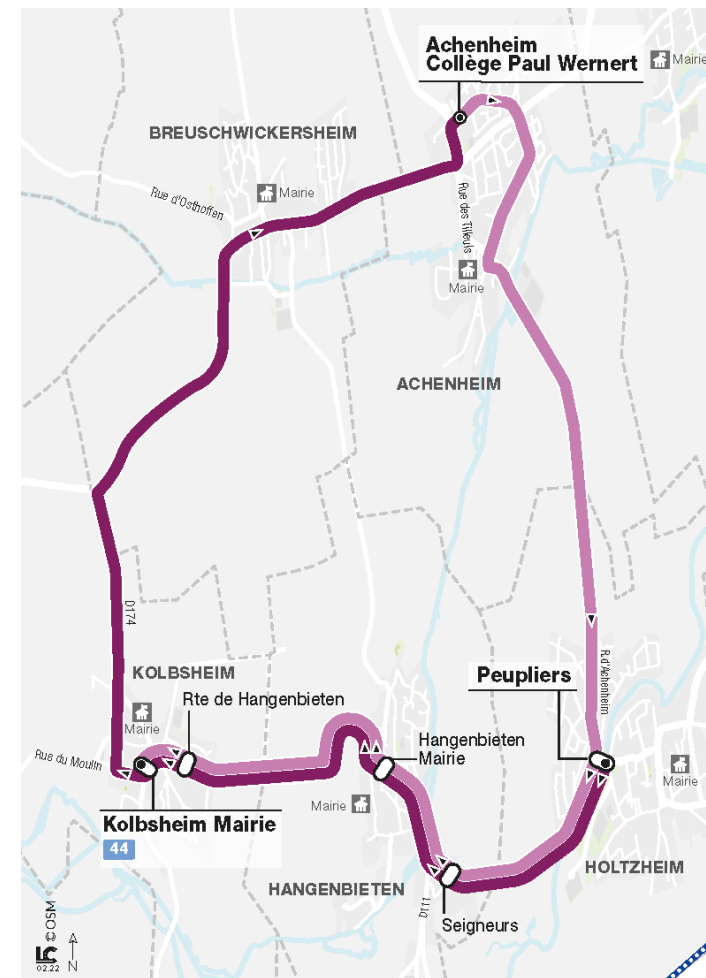 Achenheim
Collège Paul Wernert
Mairie
BREUSCHWICKERSHEIM
Rue d'Osthoffen
Mairie
Rue des Tilleuls
Mairie
ACHENHEIM
D174
R.d'Achenheim
KOLBSHEIM
Peupliers
Rte de Hangenbieten
Hangenbieten
Mairie
Mairie
Rue du Moulin
Mairie
Mairie
Kolbsheim Mairie
44
HOLTZHEIM
HANGENBIETEN
D111
Seigneurs
© OSM
LC
02.22
N